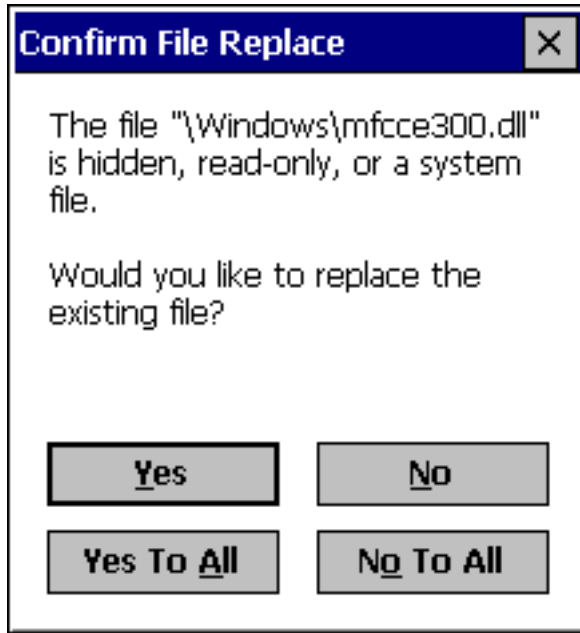 Confirm File Replace
The file "\Windows\mfcce300.dll"
is hidden, read-only, or a system
file.
Would you like to replace the
existing file?
Yes
No
Yes To All
No To All